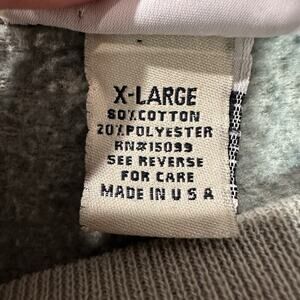 X-LARGE
80% COTTON
20% POLYESTER
RN#15099
SEE REVERSE
FOR CARE
MADE IN U S A